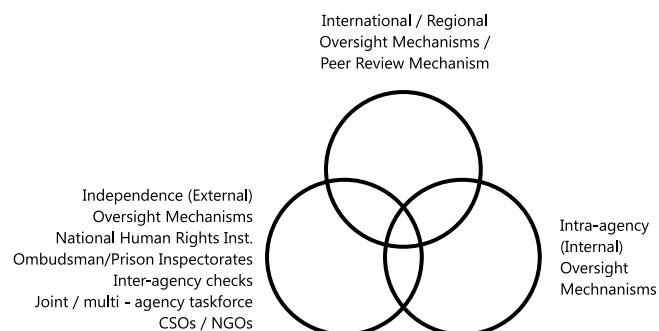 International / Regional
Oversight Mechanisms /
Peer Review Mechanism
Independence (External)
Oversight Mechanisms
National Human Rights Inst.
Ombudsman/Prison Inspectorates
Inter-agency checks
Joint / multi - agency taskforce
CSOs / NGOs
Intra-agency
(Internal)
Oversight
Mechnanisms